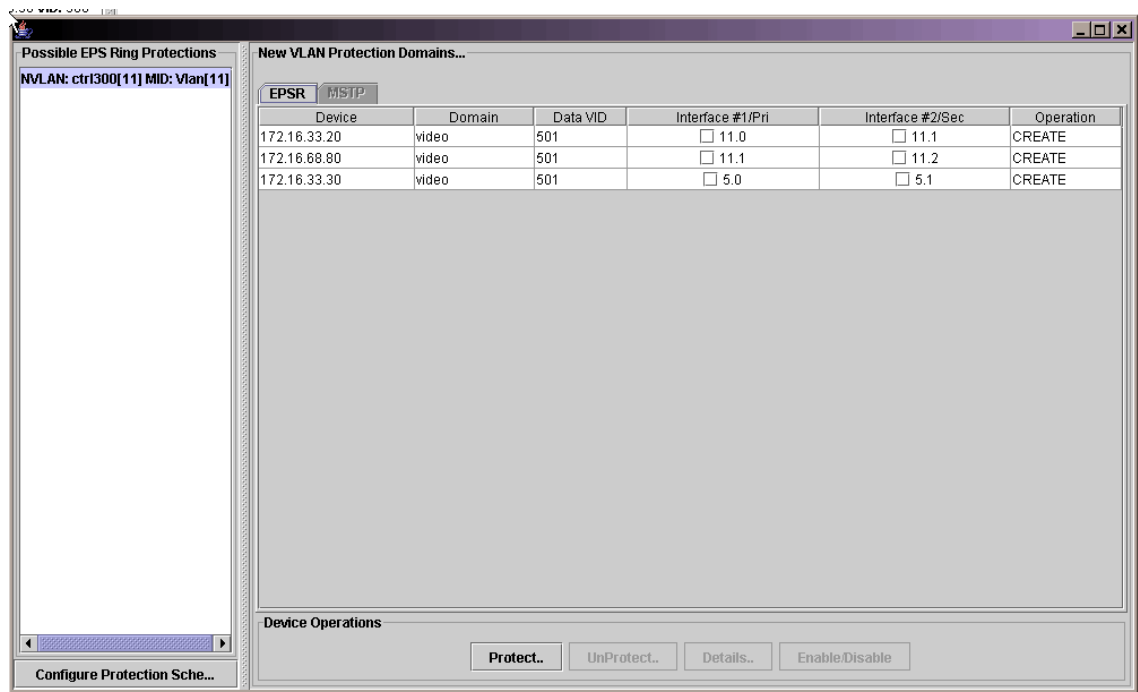 Possible EPS Ring Protections
NVLAN: ctrl300[11] MID: Vlan[11]
Configure Protection Sche...
New VLAN Protection Domains...
EPSR MSTP
Device Domain Data VID Interface #1/Pri Interface #2/Sec Operation
172.16.33.20 video 501 11.0 11.1 CREATE
172.16.68.80 video 501 11.1 11.2 CREATE
172.16.33.30 video 501 5.0 5.1 CREATE
Device Operations
Protect.. UnProtect.. Details.. Enable/Disable